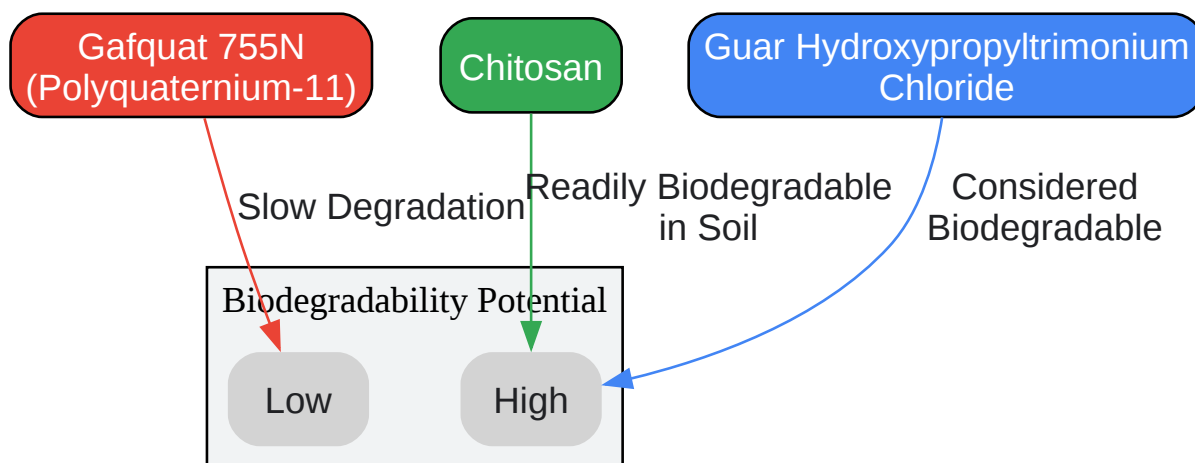 Gafquat 755N
(Polyquaternium-11)
Chitosan
Guar Hydroxypropyltrimonium
Chloride
Slow Degradation
Readily Biodegradable
in Soil
Considered
Biodegradable
Biodegradability Potential
Low
High